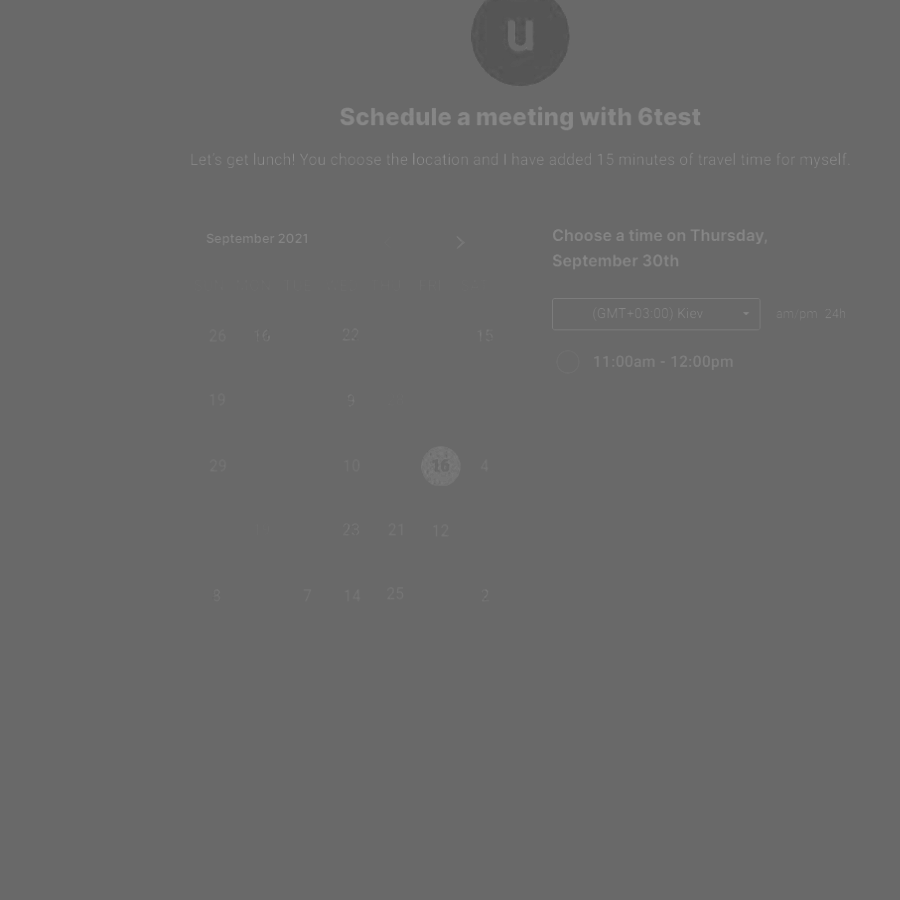 u
Schedule a meeting with 6test
Let's get lunch! You choose the location and I have added 15 minutes of travel time for myself.
September 2021
Choose a time on Thursday,
September 30th
(GMT+03:00) Kiev
am/pm 24h
11:00am - 12:00pm
26 16 22 15
19 9
29 10 16 4
23 21 12
8 7 14 25 2